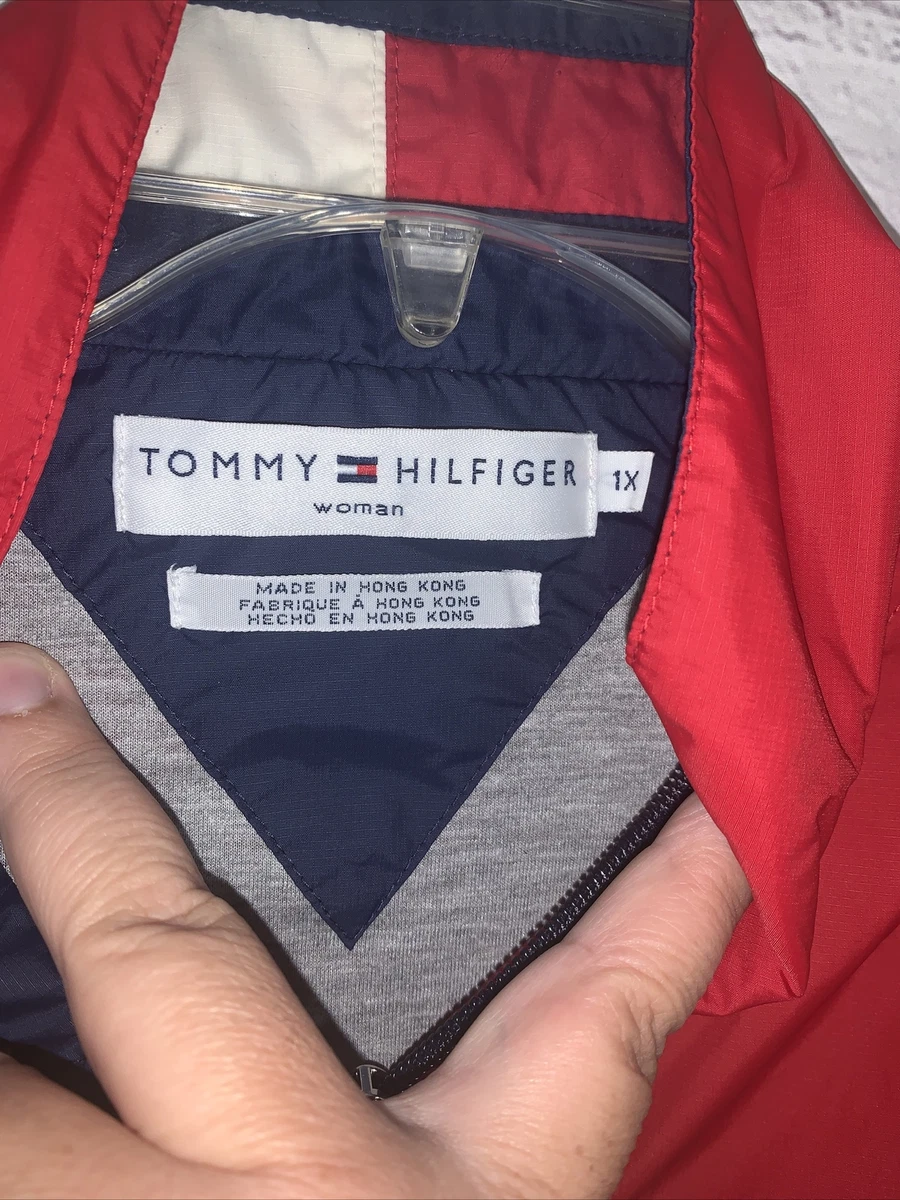 TOMMY HILFIGER
woman
1X
MADE IN HONG KONG
FABRIQUE À HONG KONG
HECHO EN HONG KONG